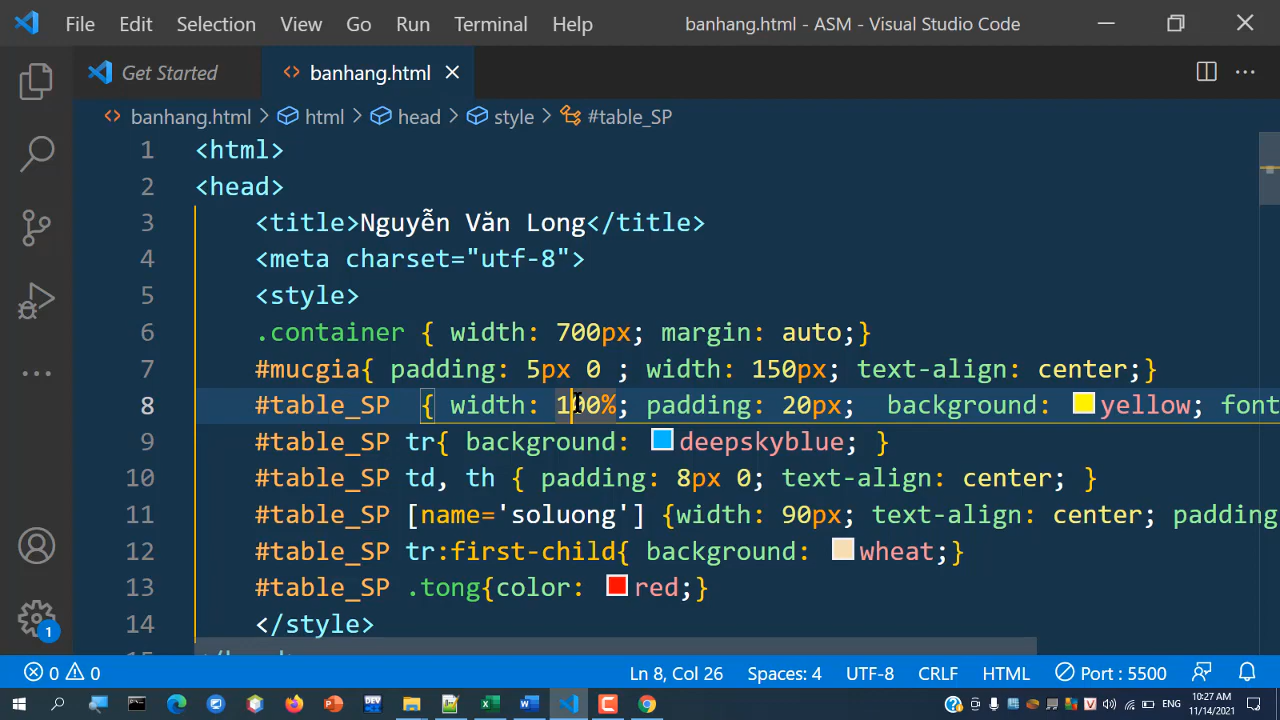 File Edit Selection View Go Run Terminal Help banhang.html - ASM - Visual Studio Code
Get Started banhang.html
banhang.html > html > head > style > #table_SP
1 <html>
2 <head>
3 <title>Nguyễn Văn Long</title>
4 <meta charset="utf-8">
5 <style>
6 .container { width: 700px; margin: auto;}
7 #mucgia{ padding: 5px 0 ; width: 150px; text-align: center;}
8 #table_SP { width: 100%; padding: 20px; background: yellow; font
9 #table_SP tr{ background: deepskyblue; }
10 #table_SP td, th { padding: 8px 0; text-align: center; }
11 #table_SP [name='soluong'] {width: 90px; text-align: center; padding
12 #table_SP tr:first-child{ background: wheat;}
13 #table_SP .tong{color: red;}
14 </style>
1
0 0 Ln 8, Col 26 Spaces: 4 UTF-8 CRLF HTML Port : 5500
ENG 10:27 AM
11/14/2021